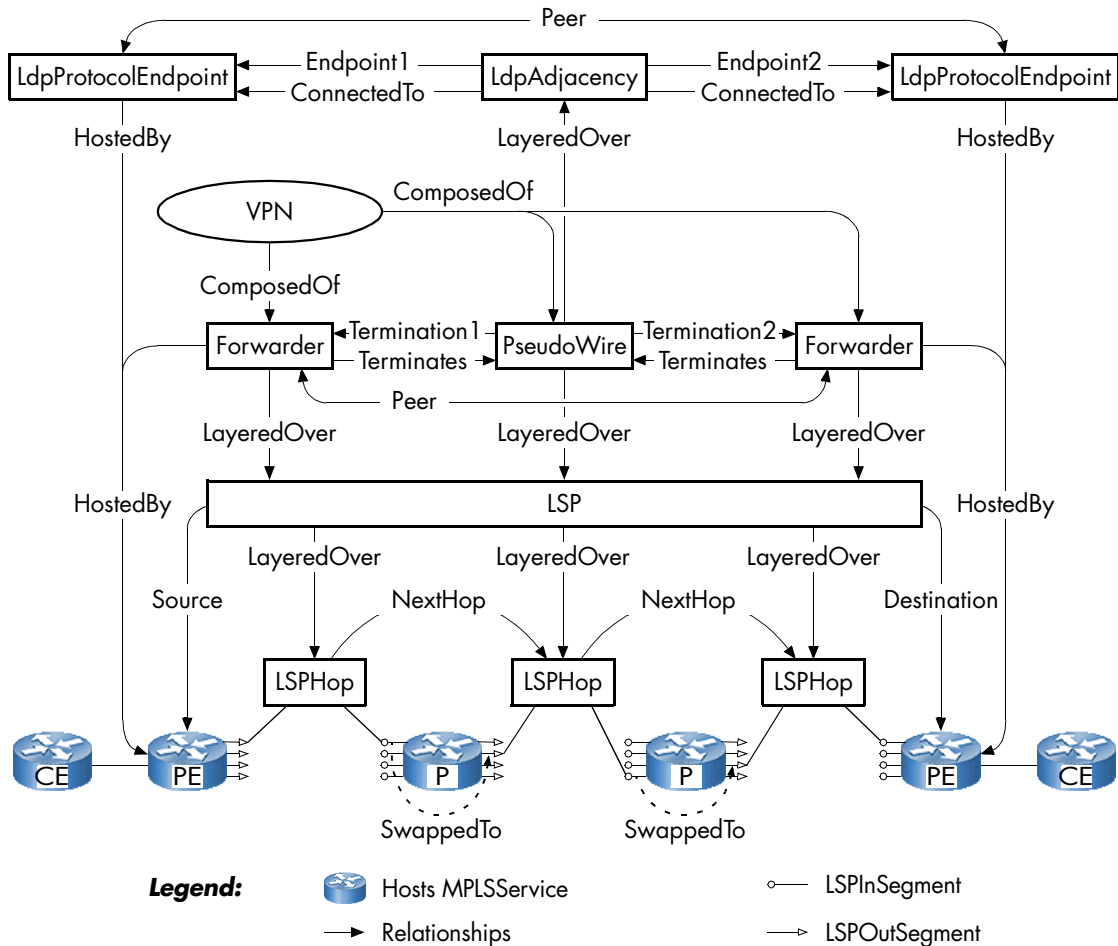 Peer
LdpProtocolEndpoint
Endpoint1
ConnectedTo
LdpAdjacency
Endpoint2
ConnectedTo
LdpProtocolEndpoint
HostedBy
LayeredOver
HostedBy
ComposedOf
VPN
ComposedOf
Forwarder
Termination1
Terminates
PseudoWire
Termination2
Terminates
Forwarder
Peer
LayeredOver
LayeredOver
LayeredOver
HostedBy
LSP
HostedBy
LayeredOver
LayeredOver
LayeredOver
Source
NextHop
NextHop
Destination
LSPHop
LSPHop
LSPHop
CE
PE
P
P
PE
CE
SwappedTo
SwappedTo
Legend:
Hosts MPLSService
LSPInSegment
Relationships
LSPOutSegment